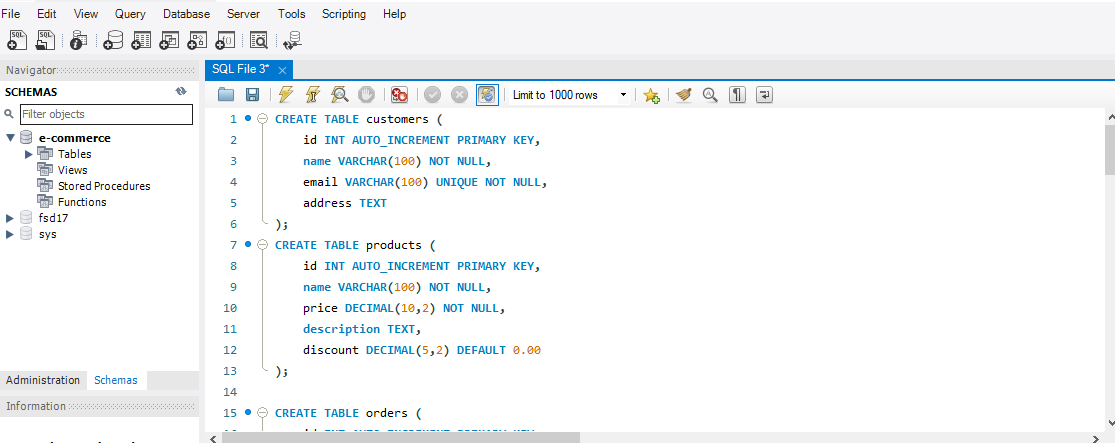 File Edit View Query Database Server Tools Scripting Help
Navigator
SCHEMAS
Filter objects
e-commerce
Tables
Views
Stored Procedures
Functions
fsd17
sys
Administration Schemas
Information
SQL File 3*
Limit to 1000 rows
1 CREATE TABLE customers (
2 id INT AUTO_INCREMENT PRIMARY KEY,
3 name VARCHAR(100) NOT NULL,
4 email VARCHAR(100) UNIQUE NOT NULL,
5 address TEXT
6 );
7 CREATE TABLE products (
8 id INT AUTO_INCREMENT PRIMARY KEY,
9 name VARCHAR(100) NOT NULL,
10 price DECIMAL(10,2) NOT NULL,
11 description TEXT,
12 discount DECIMAL(5,2) DEFAULT 0.00
13 );
14
15 CREATE TABLE orders (